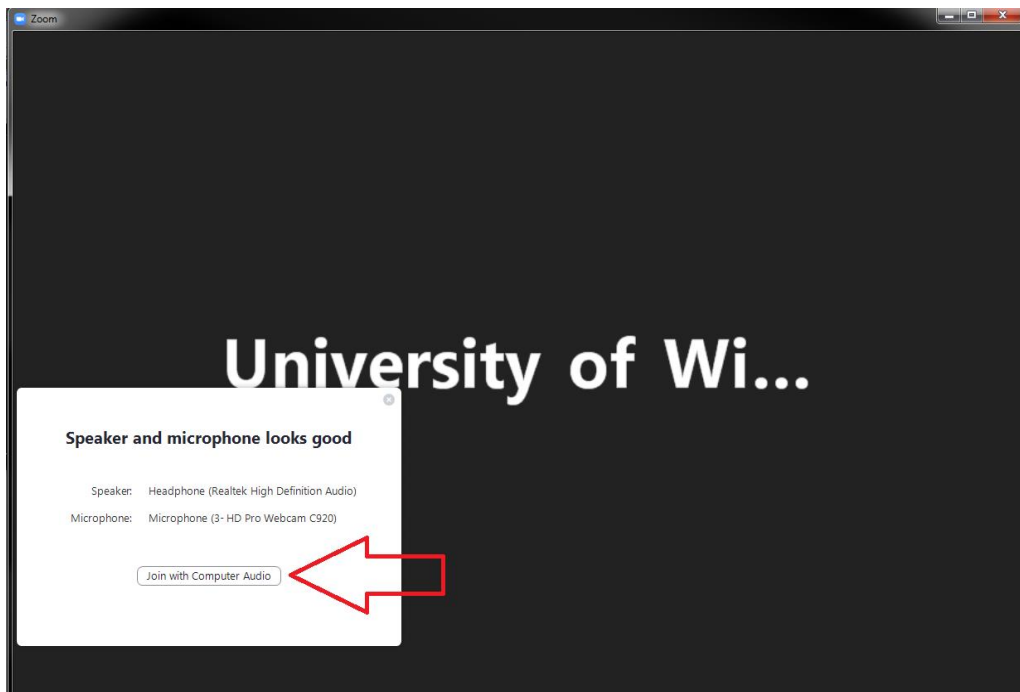 Zoom
University of Wi...
Speaker and microphone looks good
Speaker: Headphone (Realtek High Definition Audio)
Microphone: Microphone (3- HD Pro Webcam C920)
Join with Computer Audio